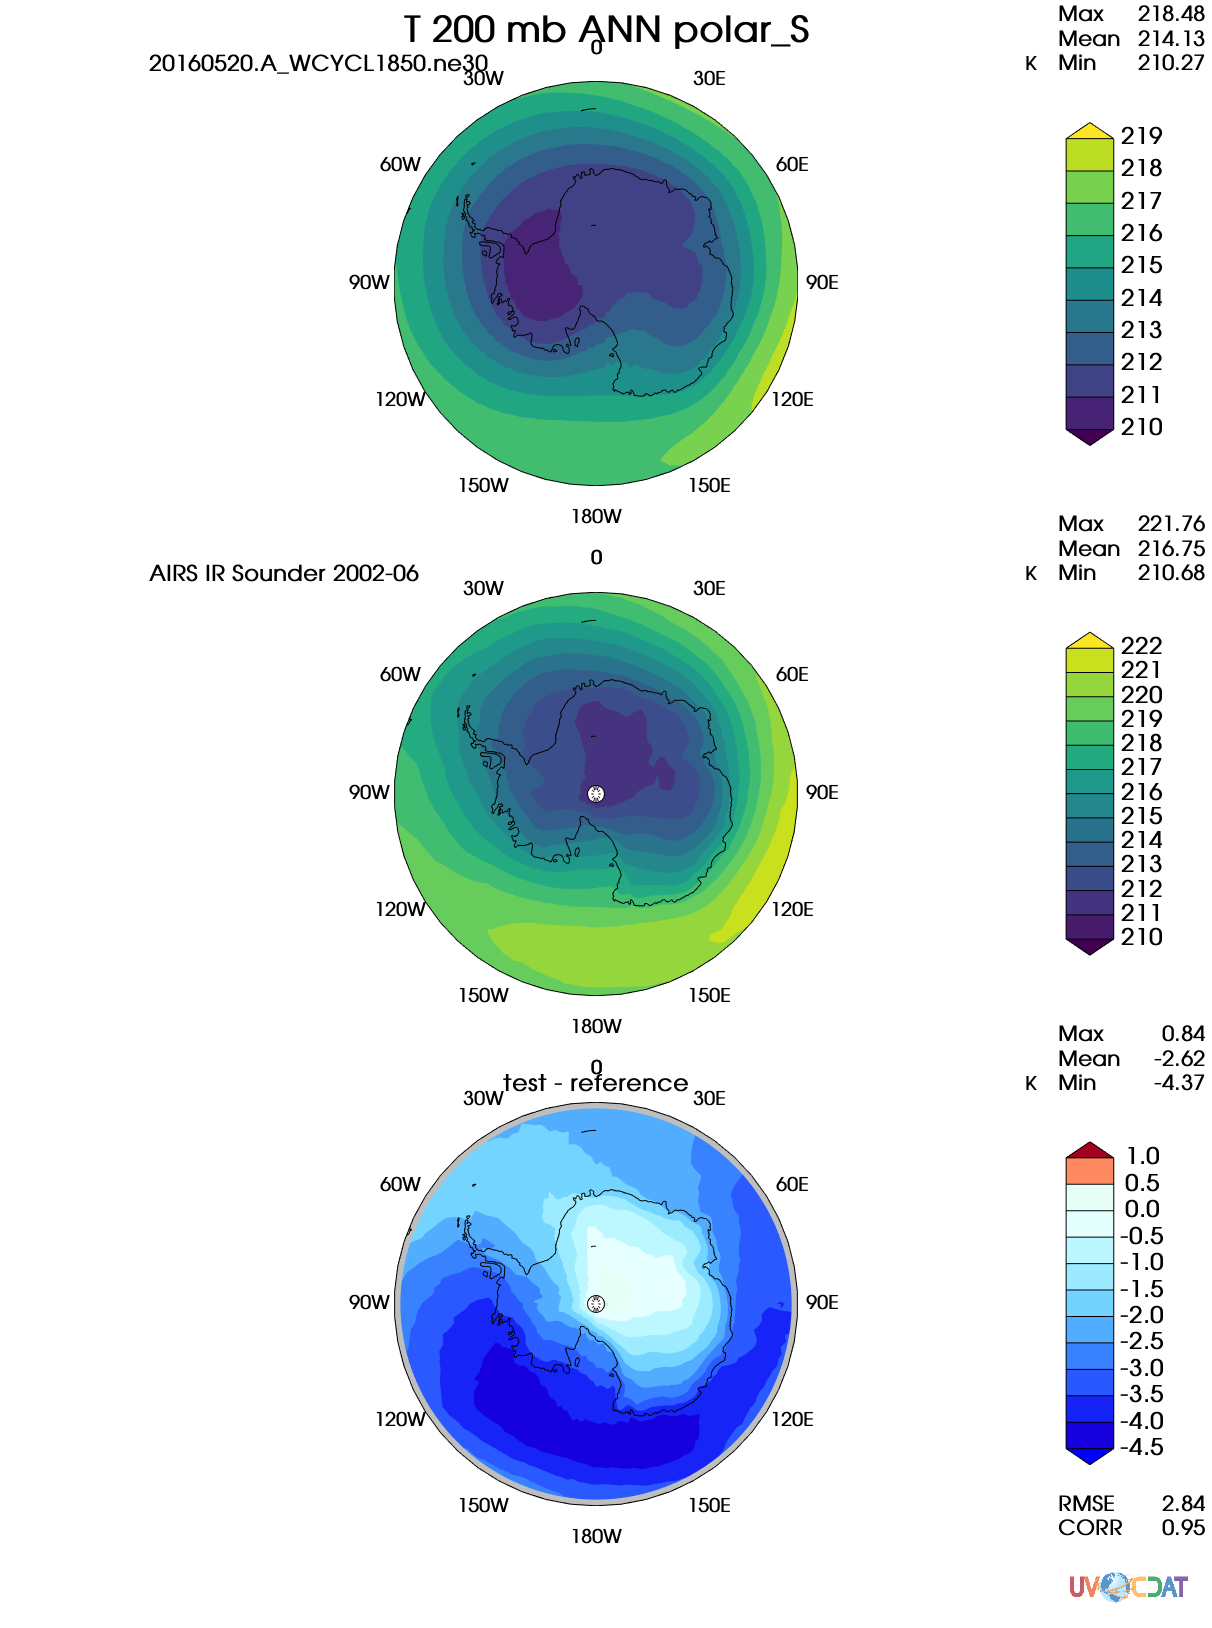 T 200 mb ANN polar_S
20160520.A_WCYCL1850.ne30
Max 218.48
Mean 214.13
K Min 210.27
0
30W 30E
60W 60E
90W 90E
120W 120E
150W 150E
180W
219
218
217
216
215
214
213
212
211
210
AIRS IR Sounder 2002-06
Max 221.76
Mean 216.75
K Min 210.68
0
30W 30E
60W 60E
90W 90E
120W 120E
150W 150E
180W
222
221
220
219
218
217
216
215
214
213
212
211
210
test - reference
Max 0.84
Mean -2.62
K Min -4.37
0
30W 30E
60W 60E
90W 90E
120W 120E
150W 150E
180W
1.0
0.5
0.0
-0.5
-1.0
-1.5
-2.0
-2.5
-3.0
-3.5
-4.0
-4.5
RMSE 2.84
CORR 0.95
UV CDAT